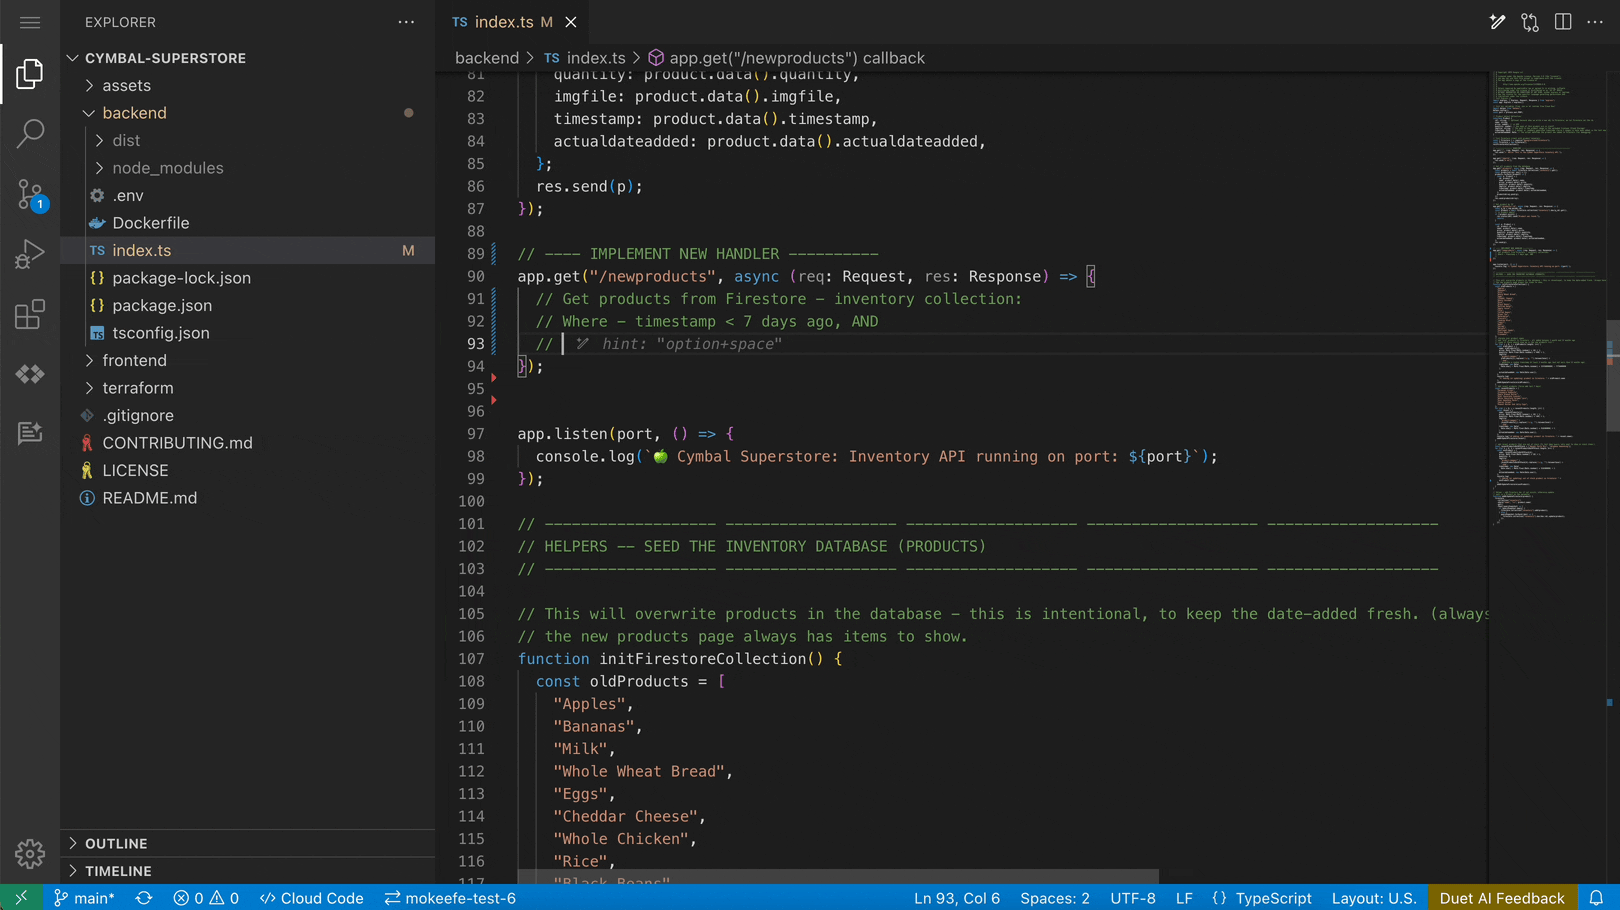 EXPLORER
CYMBAL-SUPERSTORE
assets
backend
dist
node_modules
.env
Dockerfile
index.ts M
package-lock.json
package.json
tsconfig.json
frontend
terraform
.gitignore
CONTRIBUTING.md
LICENSE
README.md
OUTLINE
TIMELINE
1
TS index.ts M
backend > TS index.ts > app.get("/newproducts") callback
81 quantity: product.data().quantity,
82 imgfile: product.data().imgfile,
83 timestamp: product.data().timestamp,
84 actualdateadded: product.data().actualdateadded,
85 };
86 res.send(p);
87 });
88
89 // ---- IMPLEMENT NEW HANDLER ----------
90 app.get("/newproducts", async (req: Request, res: Response) => {
91 // Get products from Firestore - inventory collection:
92 // Where - timestamp < 7 days ago, AND
93 // hint: "option+space"
94 });
95
96
97 app.listen(port, () => {
98 console.log(`🍏 Cymbal Superstore: Inventory API running on port: ${port}`);
99 });
100
101 // ------------------- ------------------- ------------------- ------------------- -------------------
102 // HELPERS -- SEED THE INVENTORY DATABASE (PRODUCTS)
103 // ------------------- ------------------- ------------------- ------------------- -------------------
104
105 // This will overwrite products in the database - this is intentional, to keep the date-added fresh. (always
106 // the new products page always has items to show.
107 function initFirestoreCollection() {
108 const oldProducts = [
109 "Apples",
110 "Bananas",
111 "Milk",
112 "Whole Wheat Bread",
113 "Eggs",
114 "Cheddar Cheese",
115 "Whole Chicken",
116 "Rice",
117 "Black Beans"
main* 0 0 Cloud Code mokeefe-test-6 Ln 93, Col 6 Spaces: 2 UTF-8 LF {} TypeScript Layout: U.S. Duet AI Feedback